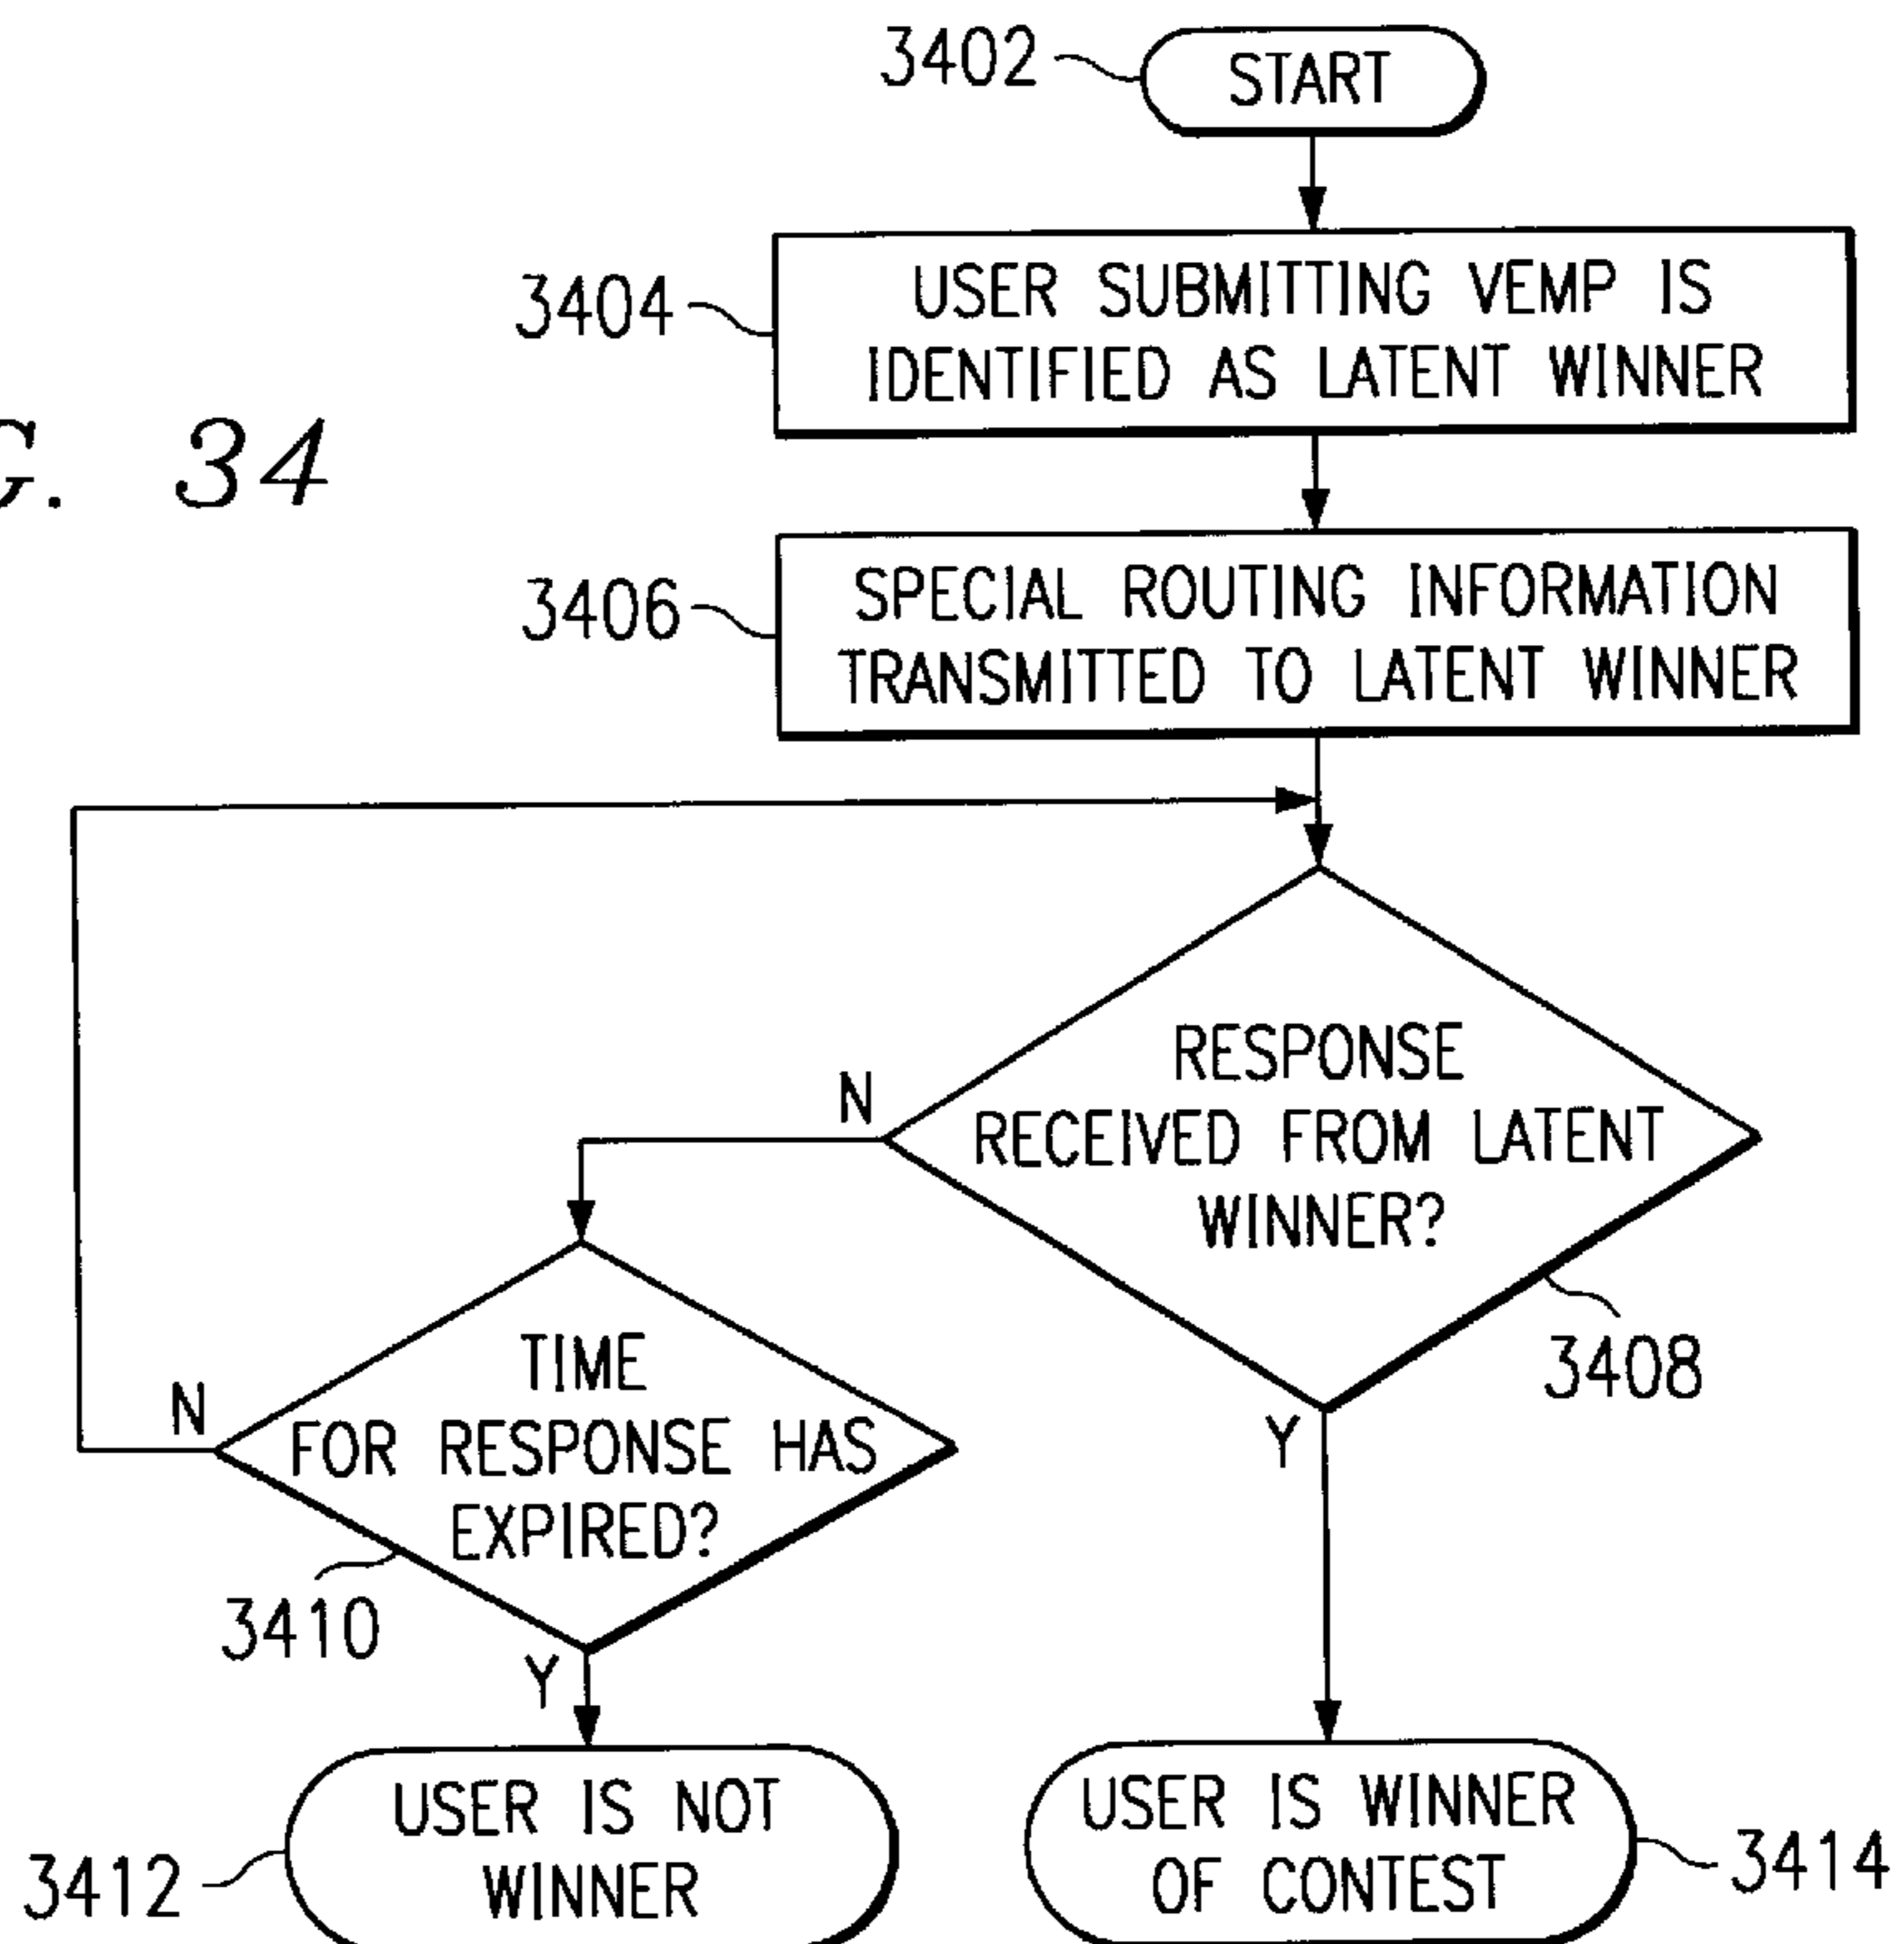 3402
START
3404
USER SUBMITTING VEMP IS
IDENTIFIED AS LATENT WINNER
G. 34
3406
SPECIAL ROUTING INFORMATION
TRANSMITTED TO LATENT WINNER
RESPONSE
RECEIVED FROM LATENT
WINNER?
N
3408
Y
TIME
FOR RESPONSE HAS
EXPIRED?
N
3410
Y
USER IS NOT
WINNER
3412
USER IS WINNER
OF CONTEST
3414